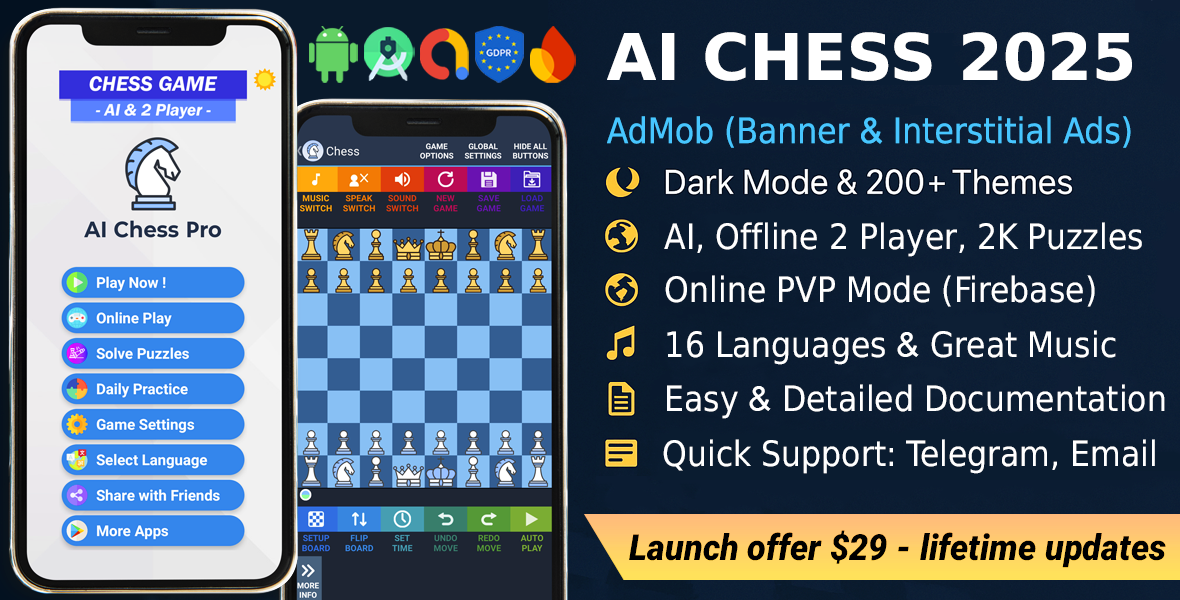 CHESS GAME
- AI & 2 Player -
AI Chess Pro
Play Now !
Online Play
Solve Puzzles
Daily Practice
Game Settings
Select Language
Share with Friends
More Apps
GDPR
Chess
GAME OPTIONS
GLOBAL SETTINGS
HIDE ALL BUTTONS
MUSIC SWITCH
SPEAK SWITCH
SOUND SWITCH
NEW GAME
SAVE GAME
LOAD GAME
SETUP BOARD
FLIP BOARD
SET TIME
UNDO MOVE
REDO MOVE
AUTO PLAY
MORE INFO
AI CHESS 2025
AdMob (Banner & Interstitial Ads)
Dark Mode & 200+ Themes
AI, Offline 2 Player, 2K Puzzles
Online PVP Mode (Firebase)
16 Languages & Great Music
Easy & Detailed Documentation
Quick Support: Telegram, Email
Launch offer $29 - lifetime updates